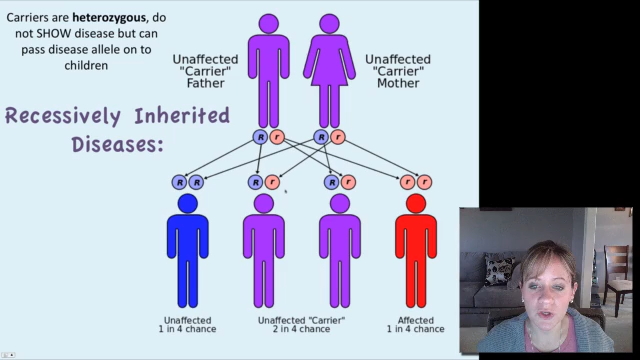 Carriers are heterozygous, do
not SHOW disease but can
pass disease allele on to
children
Recessively Inherited
Diseases:
Unaffected
"Carrier"
Father
Unaffected
"Carrier"
Mother
R r R r
R R R r R r r r
Unaffected
1 in 4 chance
Unaffected "Carrier"
2 in 4 chance
Affected
1 in 4 chance